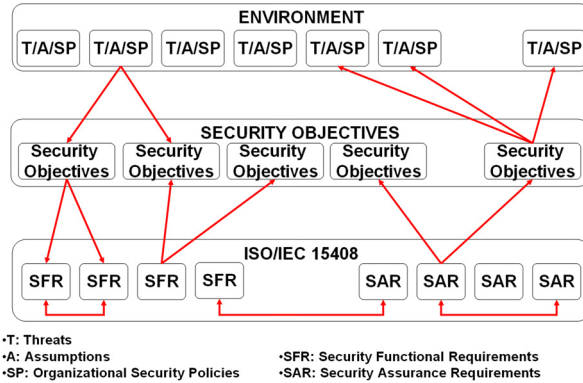 ENVIRONMENT
T/A/SP T/A/SP T/A/SP T/A/SP T/A/SP T/A/SP T/A/SP
SECURITY OBJECTIVES
Security Security Security Security Security
Objectives Objectives Objectives Objectives Objectives
ISO/IEC 15408
SFR SFR SFR SFR SAR SAR SAR SAR
•T: Threats
•A: Assumptions •SFR: Security Functional Requirements
•SP: Organizational Security Policies •SAR: Security Assurance Requirements